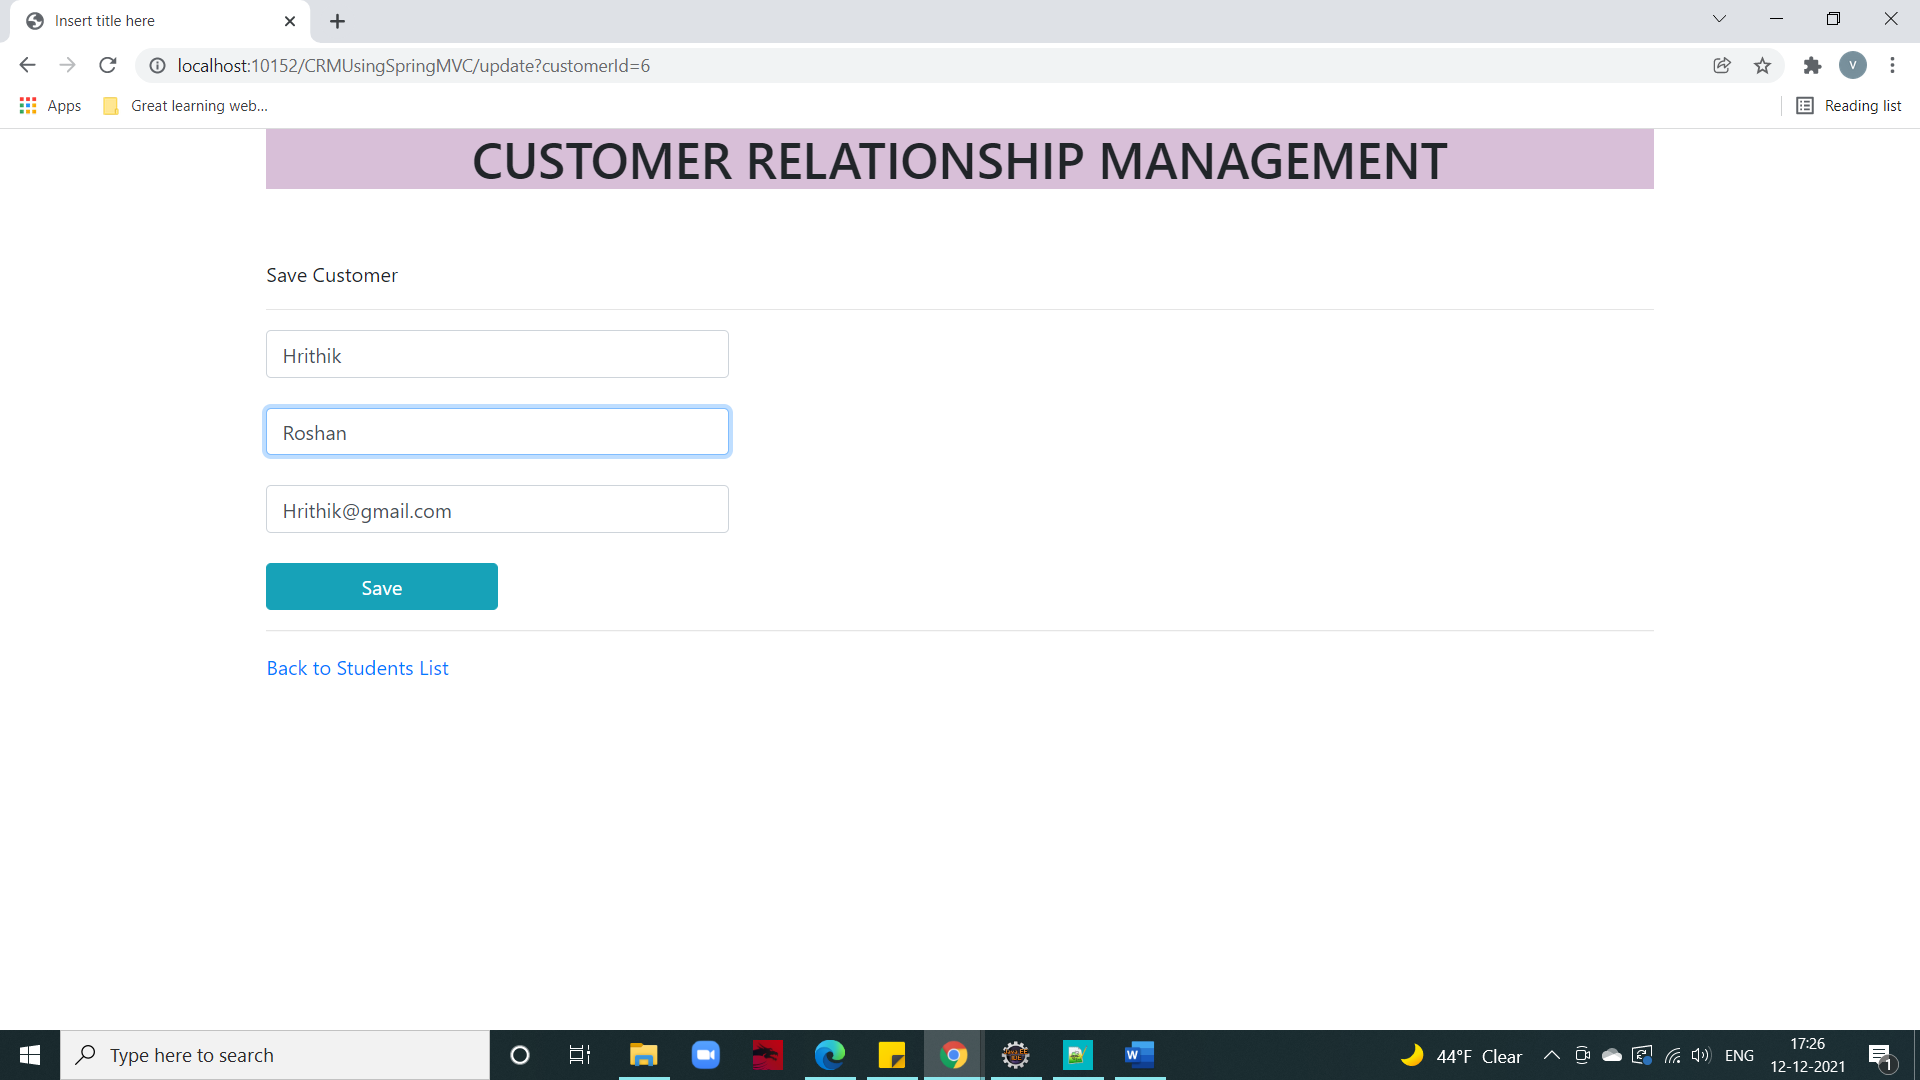 Insert title here
localhost:10152/CRMUsingSpringMVC/update?customerId=6
V
Apps
Great learning web...
Reading list
CUSTOMER RELATIONSHIP MANAGEMENT
Save Customer
Hrithik
Roshan
Hrithik@gmail.com
Save
Back to Students List
Type here to search
44°F Clear
ENG
17:26
12-12-2021
1